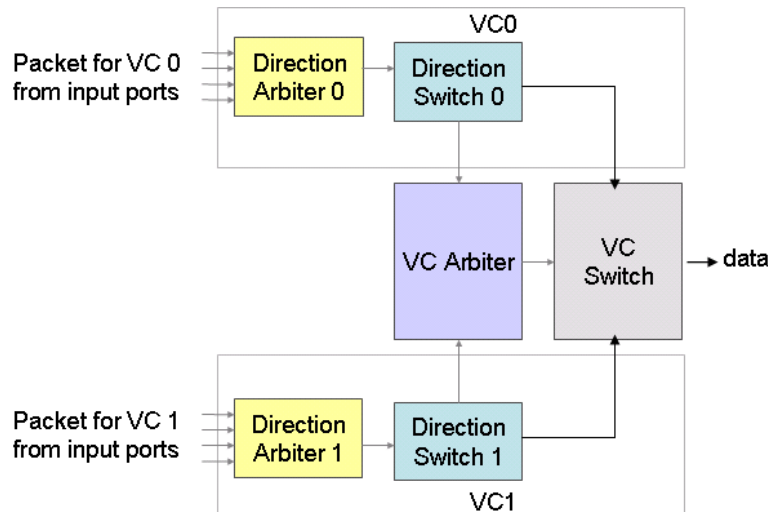 VC0
Packet for VC 0
from input ports
Direction
Arbiter 0
Direction
Switch 0
VC Arbiter
VC
Switch
data
Packet for VC 1
from input ports
Direction
Arbiter 1
Direction
Switch 1
VC1